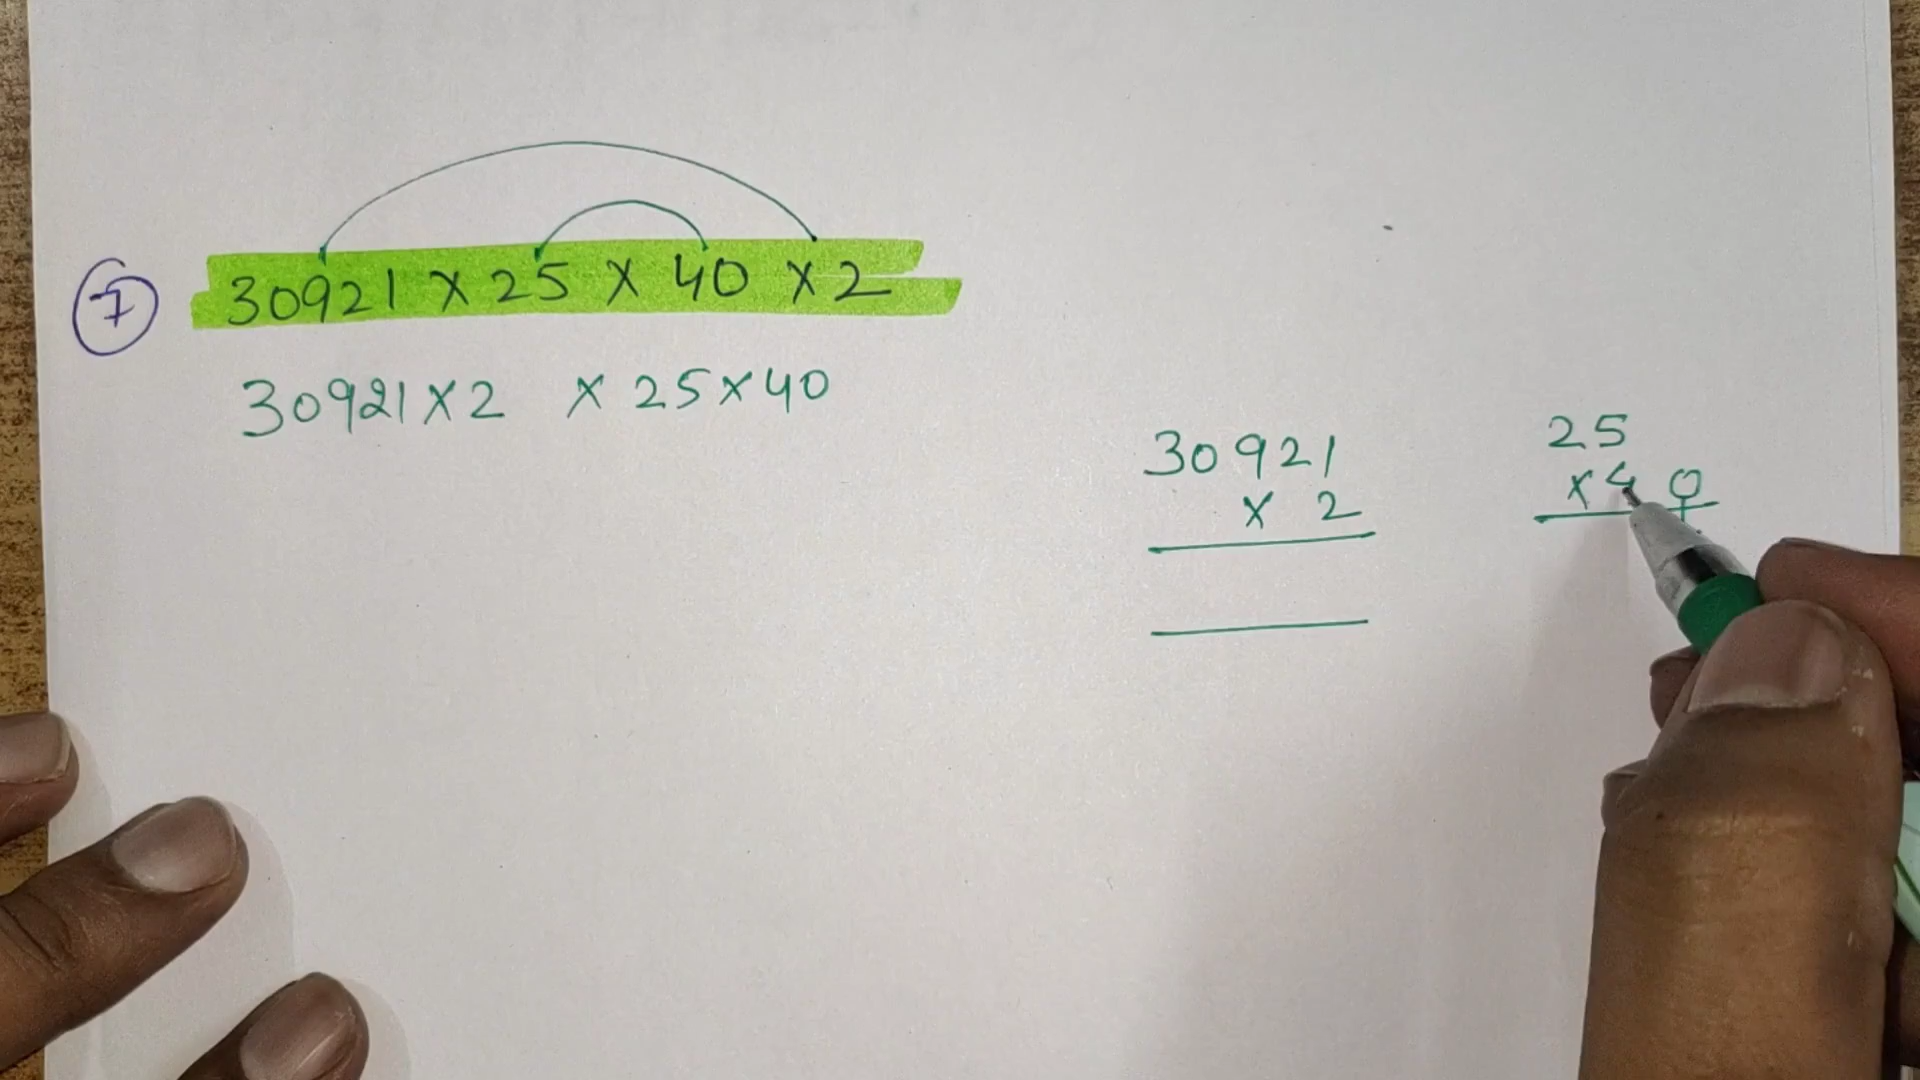 7
30921 × 25 × 40 × 2
30921 × 2 × 25 × 40
30921
× 2
25
× 40